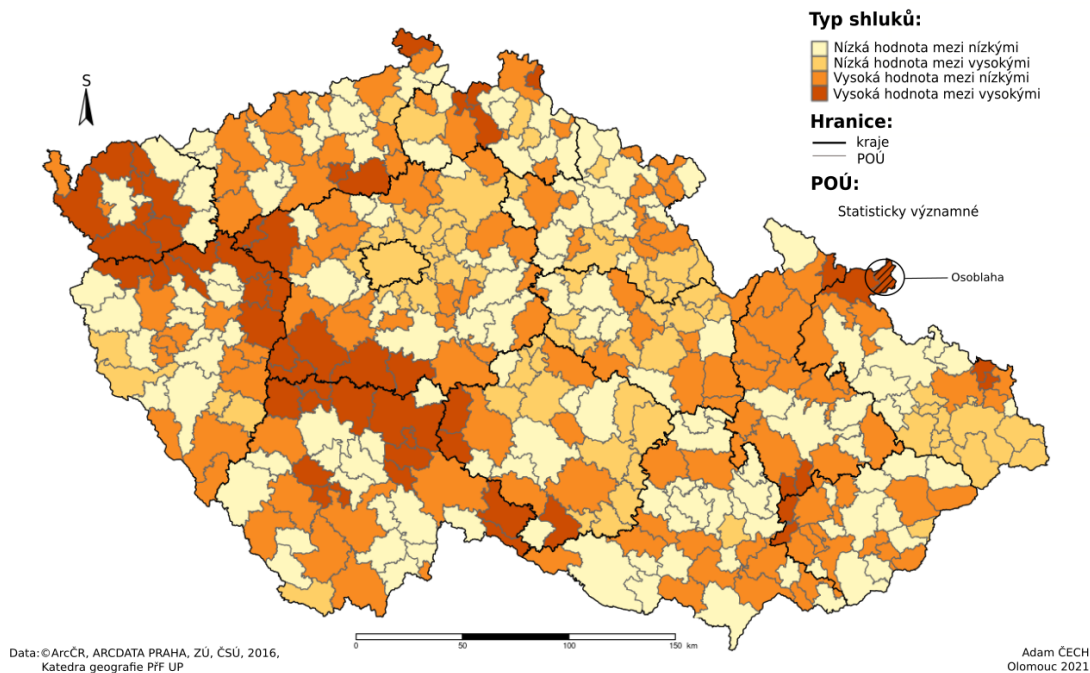 Typ shluků:
Nízká hodnota mezi nízkými
Nízká hodnota mezi vysokými
Vysoká hodnota mezi nízkými
Vysoká hodnota mezi vysokými
Hranice:
kraje
POÚ
POÚ:
Statisticky významné
S
Osoblaha
0 50 100 150 km
Data:©ArcČR, ARCDATA PRAHA, ZÚ, ČSÚ, 2016,
Katedra geografie PřF UP
Adam ČECH
Olomouc 2021